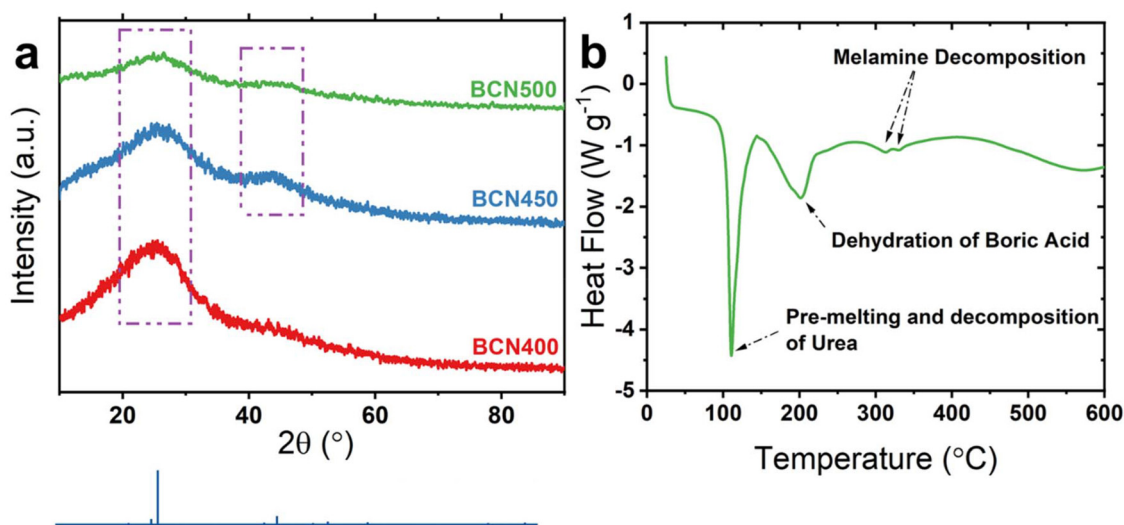 a
BCN500
BCN450
BCN400
Intensity (a.u.)
20
40
60
80
2θ (°)
b
1
0
-1
-2
-3
-4
-5
Heat Flow (W g-1)
Melamine Decomposition
Dehydration of Boric Acid
Pre-melting and decomposition
of Urea
0
100
200
300
400
500
600
Temperature (°C)